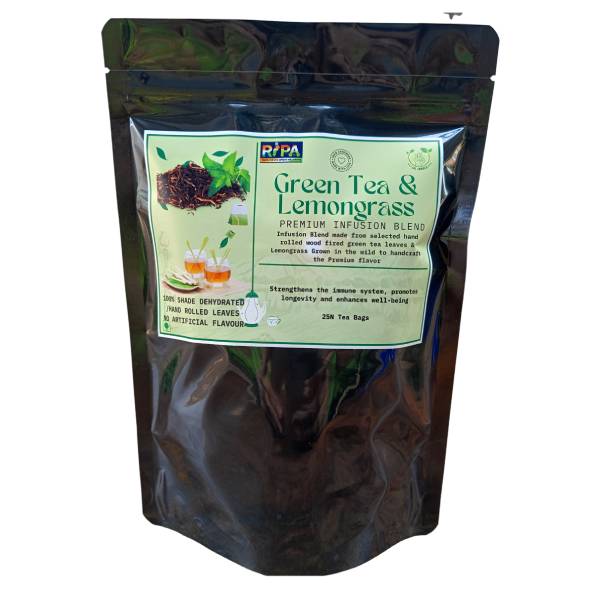 RIPA
Green Tea &
Lemongrass
PREMIUM INFUSION BLEND
Infusion Blend made from selected hand
rolled wood fired green tea leaves &
Lemongrass Grown in the wild to handcraft
the Premium flavor
Strengthens the immune system, promotes
longevity and enhances well-being
25N Tea Bags
100% SHADE DEHYDRATED
/HAND ROLLED LEAVES
NO ARTIFICIAL FLAVOUR